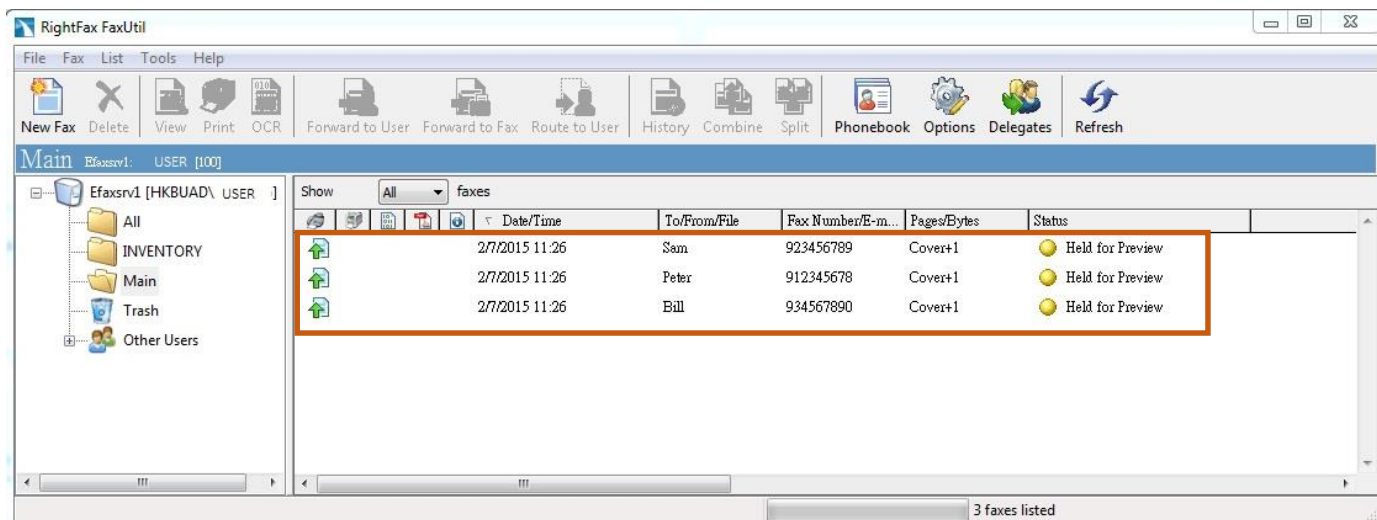 RightFax FaxUtil
File Fax List Tools Help
New Fax Delete View Print OCR Forward to User Forward to Fax Route to User History Combine Split Phonebook Options Delegates Refresh
Main Efaxsrv1: USER [100]
Efaxsrv1 [HKBUAD\ USER ]
All
INVENTORY
Main
Trash
Other Users
Show All faxes
Date/Time To/From/File Fax Number/E-m... Pages/Bytes Status
2/7/2015 11:26 Sam 923456789 Cover+1 Held for Preview
2/7/2015 11:26 Peter 912345678 Cover+1 Held for Preview
2/7/2015 11:26 Bill 934567890 Cover+1 Held for Preview
3 faxes listed